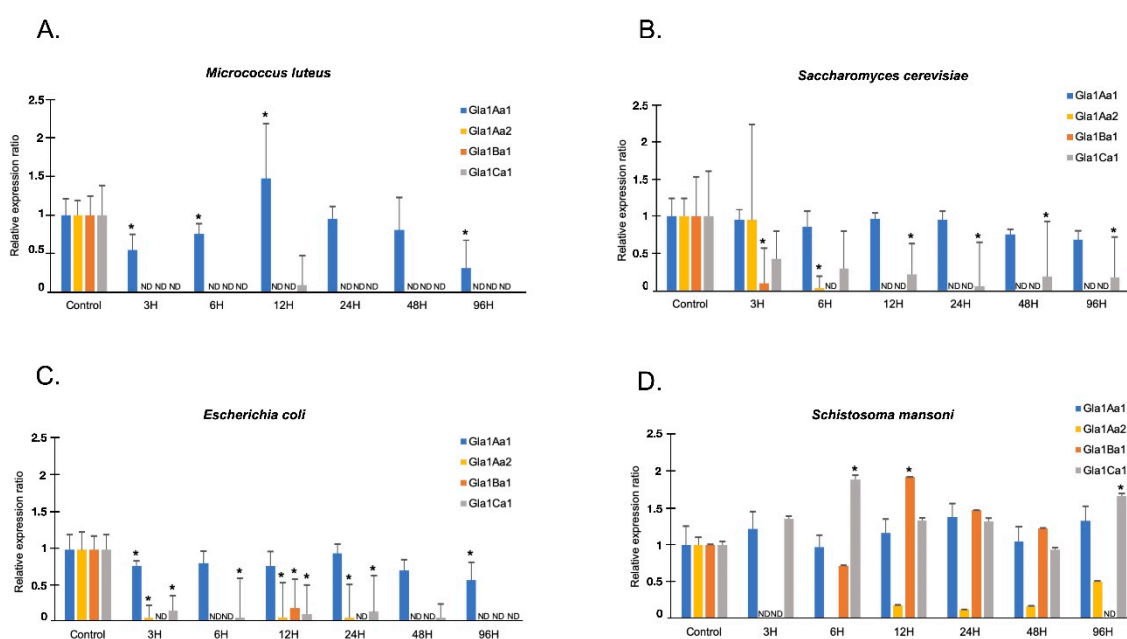 A.
Micrococcus luteus
Relative expression ratio
2.5
2
1.5
1
0.5
0
Gla1Aa1
Gla1Aa2
Gla1Ba1
Gla1Ca1
* * * *
ND ND ND ND ND ND ND ND ND ND ND ND ND ND ND ND ND
Control 3H 6H 12H 24H 48H 96H
B.
Saccharomyces cerevisiae
Relative expression ratio
2.5
2
1.5
1
0.5
0
Gla1Aa1
Gla1Aa2
Gla1Ba1
Gla1Ca1
* * * * * *
ND ND ND ND ND ND ND ND ND
Control 3H 6H 12H 24H 48H 96H
C.
Escherichia coli
Relative expression ratio
2.5
2
1.5
1
0.5
0
Gla1Aa1
Gla1Aa2
Gla1Ba1
Gla1Ca1
* * * * * * * * * *
ND ND ND ND ND ND ND ND ND
Control 3H 6H 12H 24H 48H 96H
D.
Schistosoma mansoni
Relative expression ratio
2.5
2
1.5
1
0.5
0
Gla1Aa1
Gla1Aa2
Gla1Ba1
Gla1Ca1
* * *
NDND ND
Control 3H 6H 12H 24H 48H 96H